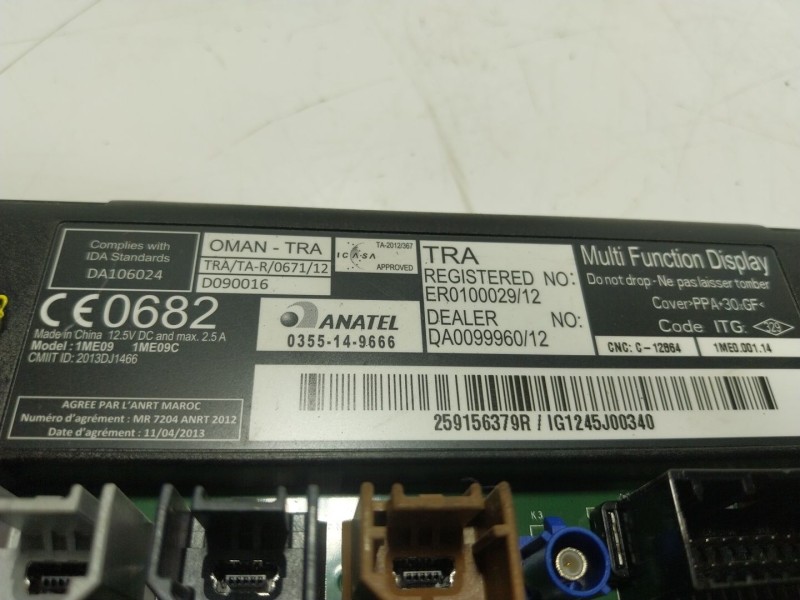 Complies with
IDA Standards
DA106024
OMAN - TRA
TRA/TA-R/0671/12
D090016
ICASA
TA-2012/367
APPROVED
TRA
REGISTERED NO:
ER0100029/12
DEALER NO:
DA0099960/12
Multi Function Display
Do not drop - Ne pas laisser tomber
Cover>PPA+30GF<
Code ITG: 329
CNC: C-12864
1ME0.001.14
CE0682
Made in China 12.5V DC and max. 2.5 A
Model : 1ME09 1ME09C
CMIIT ID: 2013DJ1466
ANATEL
0355-14-9666
AGREE PAR L'ANRT MAROC
Numéro d'agrément : MR 7204 ANRT 2012
Date d'agrément : 11/04/2013
259156379R / IG1245J00340
K3